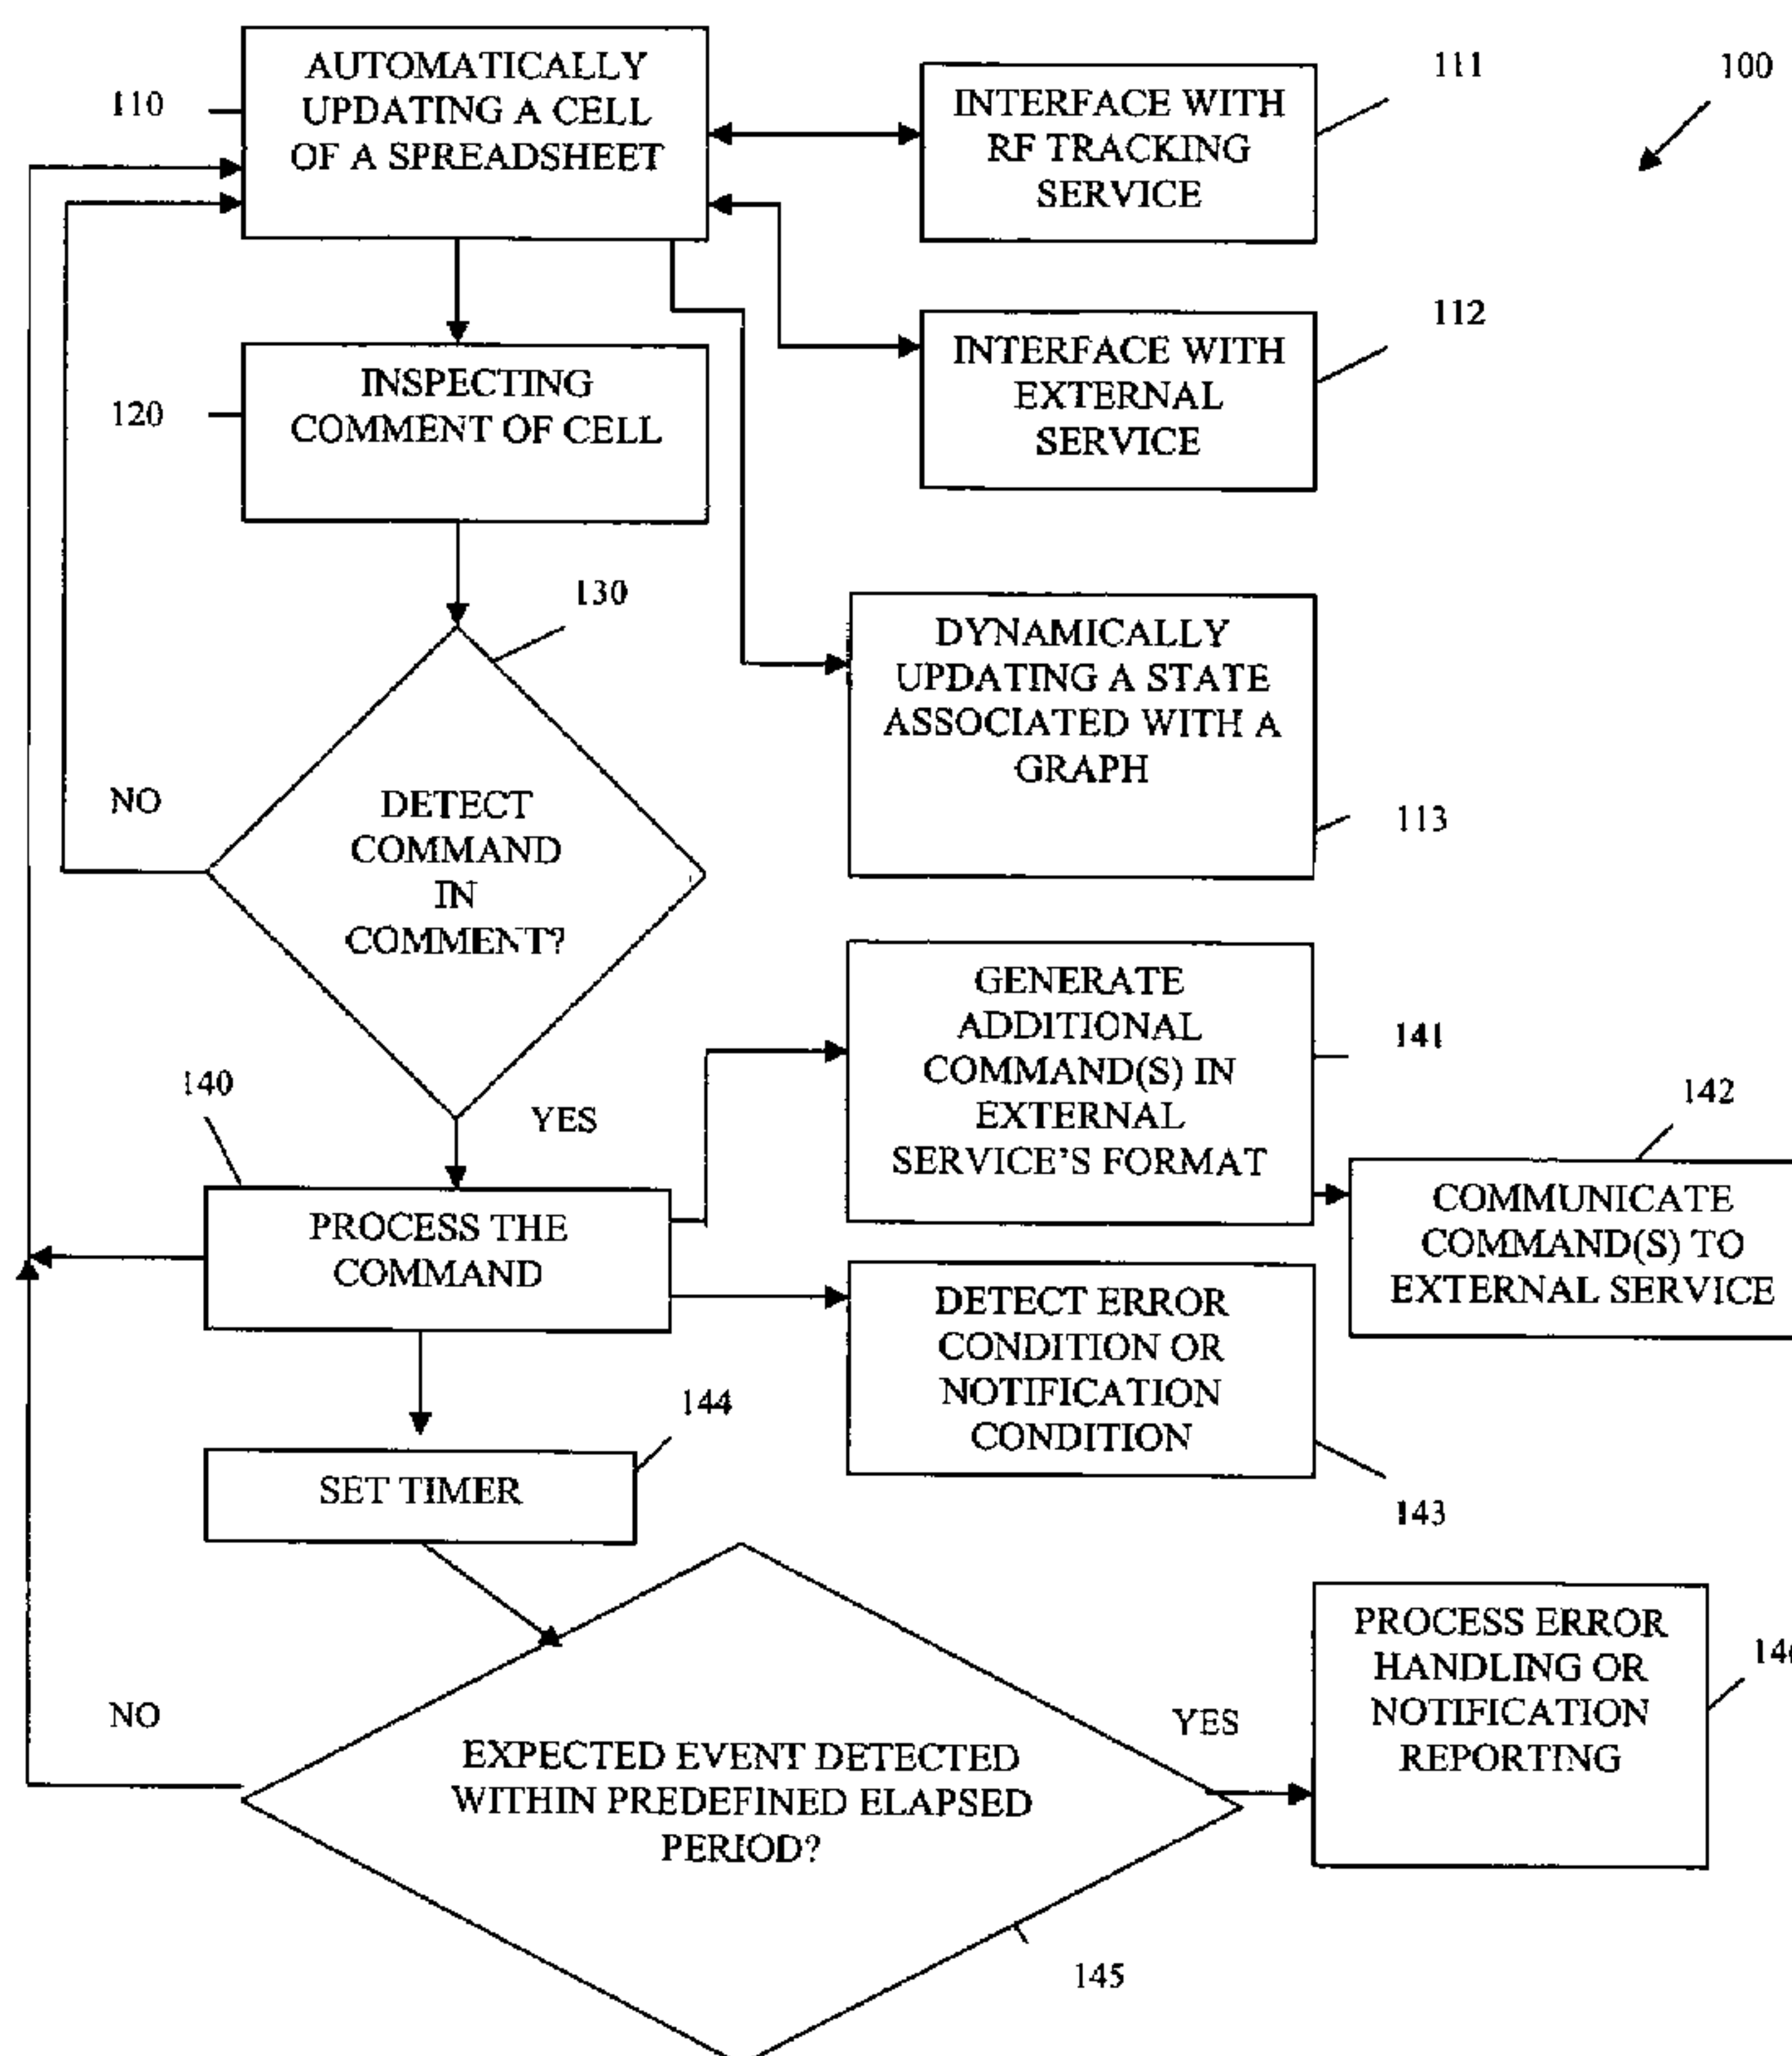 100
110
AUTOMATICALLY
UPDATING A CELL
OF A SPREADSHEET
111
INTERFACE WITH
RF TRACKING
SERVICE
112
INTERFACE WITH
EXTERNAL
SERVICE
120
INSPECTING
COMMENT OF CELL
130
DETECT
COMMAND
IN
COMMENT?
NO
YES
DYNAMICALLY
UPDATING A STATE
ASSOCIATED WITH A
GRAPH
113
140
PROCESS THE
COMMAND
GENERATE
ADDITIONAL
COMMAND(S) IN
EXTERNAL
SERVICE'S FORMAT
141
142
COMMUNICATE
COMMAND(S) TO
EXTERNAL SERVICE
DETECT ERROR
CONDITION OR
NOTIFICATION
CONDITION
143
144
SET TIMER
EXPECTED EVENT DETECTED
WITHIN PREDEFINED ELAPSED
PERIOD?
145
NO
YES
PROCESS ERROR
HANDLING OR
NOTIFICATION
REPORTING